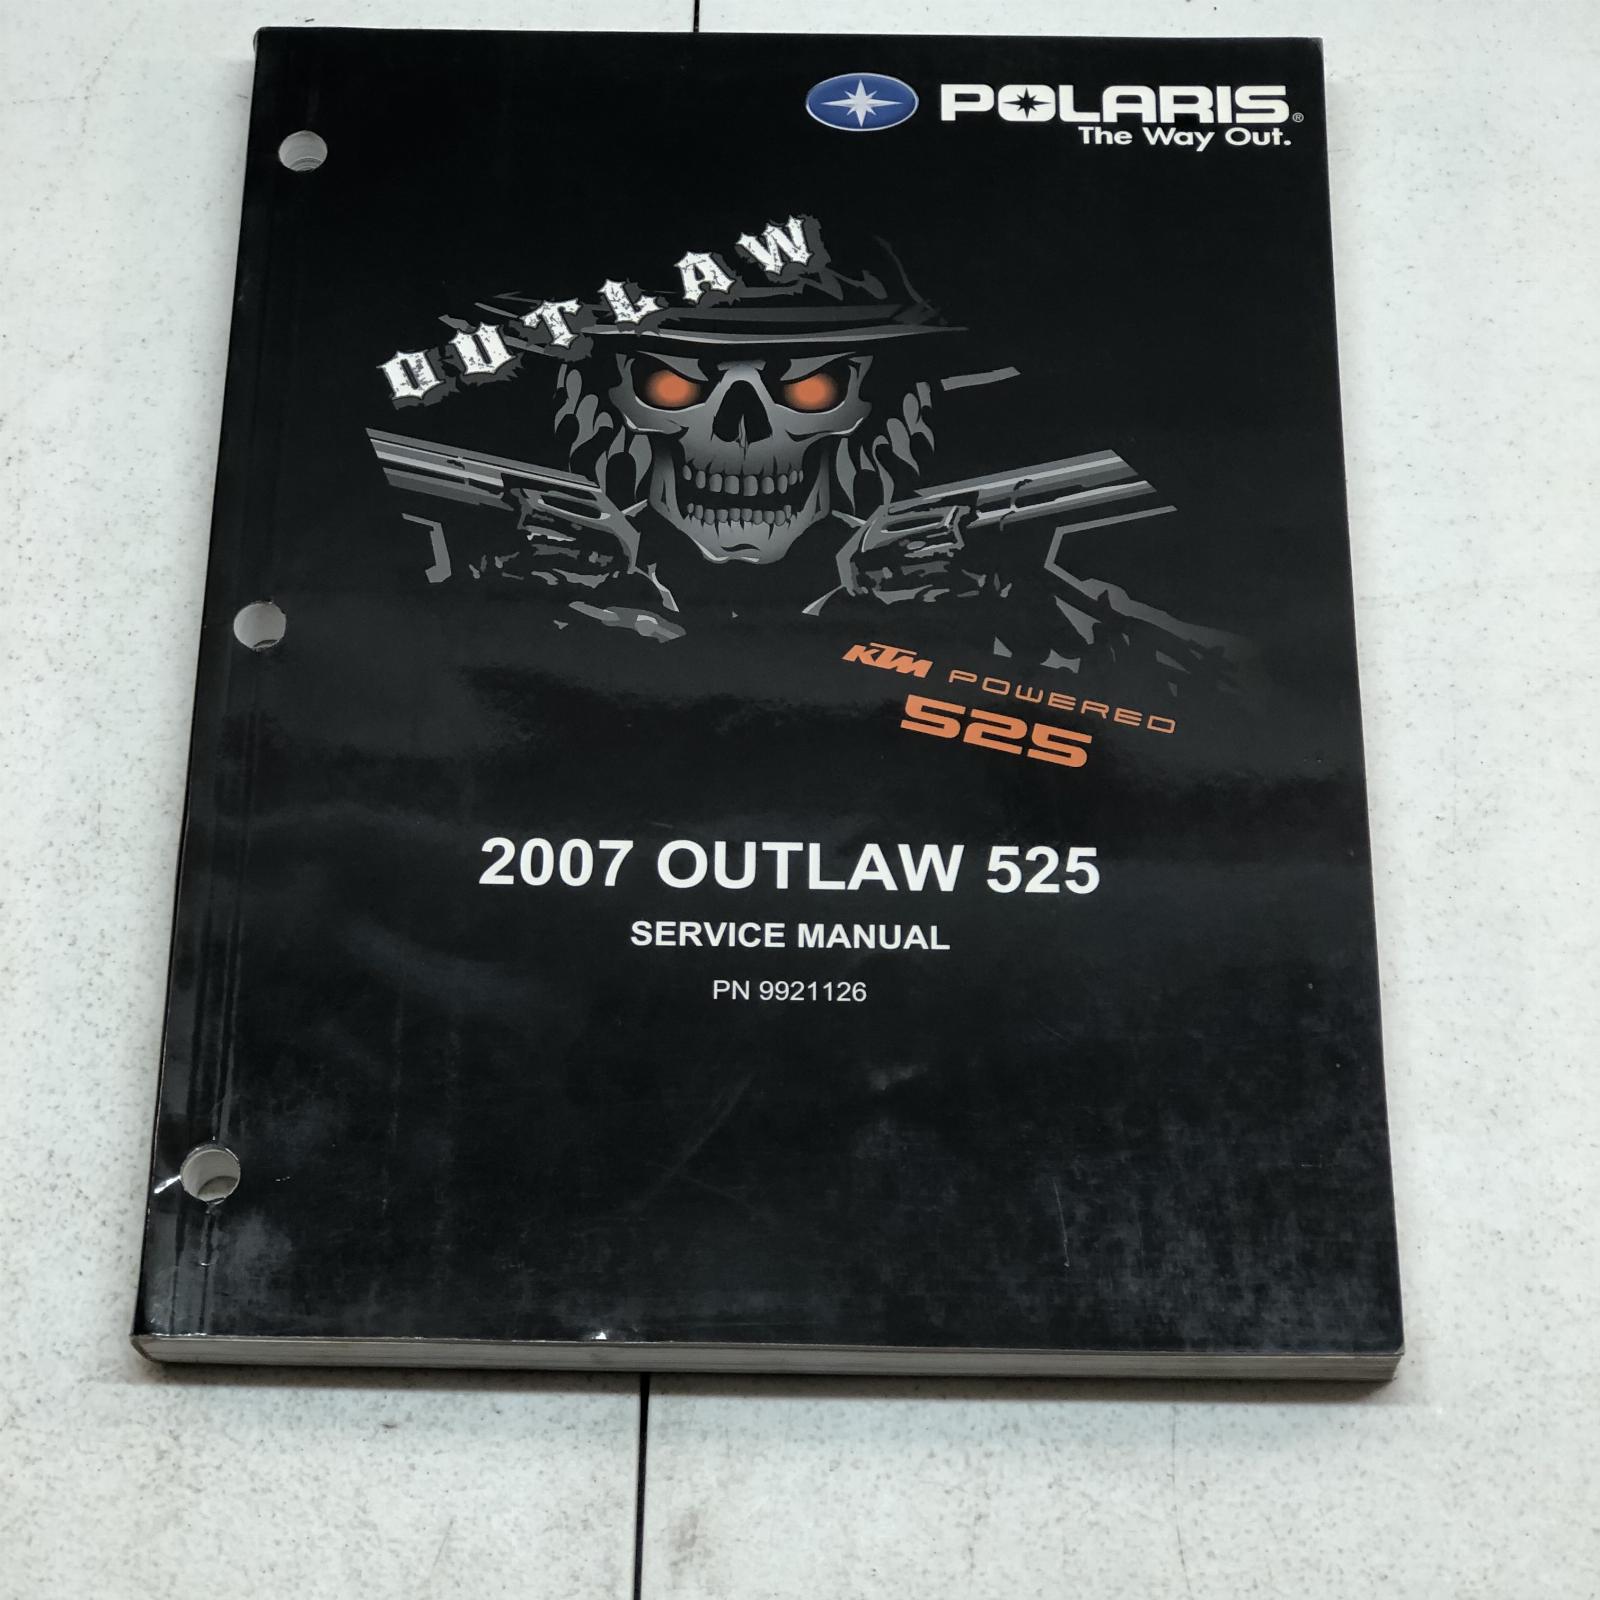 POLARIS®
The Way Out.
OUTLAW
KTM POWERED
525
2007 OUTLAW 525
SERVICE MANUAL
PN 9921126